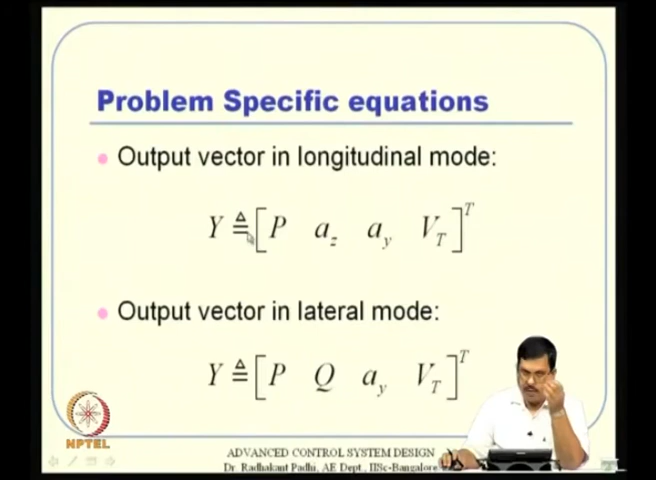 Problem Specific equations
Output vector in longitudinal mode:
Y ≜ [P a_z a_y V_T]^T
Output vector in lateral mode:
Y ≜ [P Q a_y V_T]^T
NPTEL
ADVANCED CONTROL SYSTEM DESIGN
Dr. Radhakant Padhi, AE Dept., IISc-Bangalore